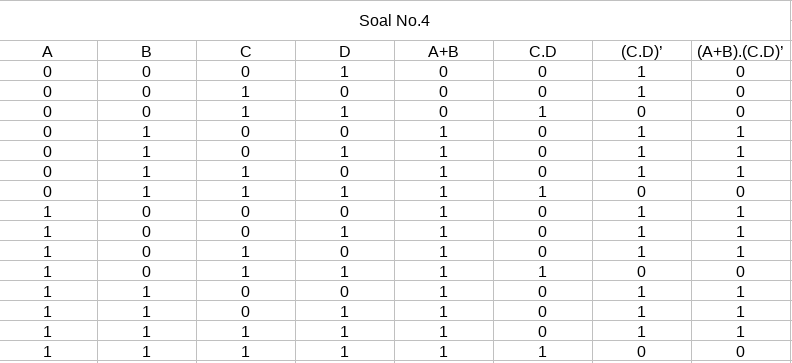 Soal No.4
A B C D A+B C.D (C.D)’ (A+B).(C.D)’
0 0 0 1 0 0 1 0
0 0 1 0 0 0 1 0
0 0 1 1 0 1 0 0
0 1 0 0 1 0 1 1
0 1 0 1 1 0 1 1
0 1 1 0 1 0 1 1
0 1 1 1 1 1 0 0
1 0 0 0 1 0 1 1
1 0 0 1 1 0 1 1
1 0 1 0 1 0 1 1
1 0 1 1 1 1 0 0
1 1 0 0 1 0 1 1
1 1 0 1 1 0 1 1
1 1 1 1 1 0 1 1
1 1 1 1 1 1 0 0